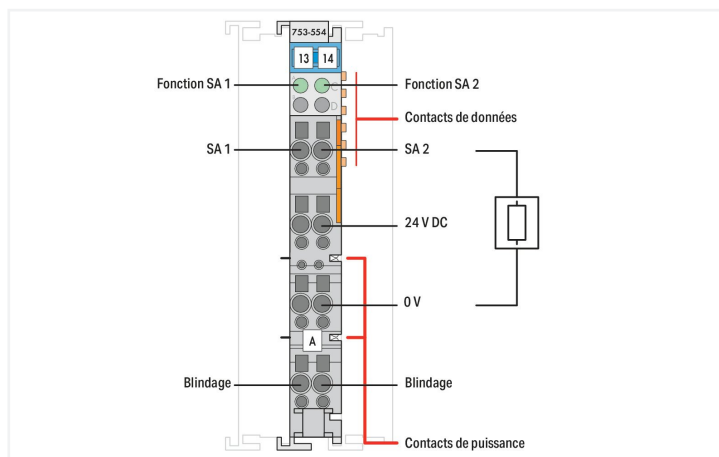 753-554
13 14
Fonction SA 1
Fonction SA 2
C
D
Contacts de données
SA 1
SA 2
24 V DC
0 V
A
Blindage
Blindage
Contacts de puissance